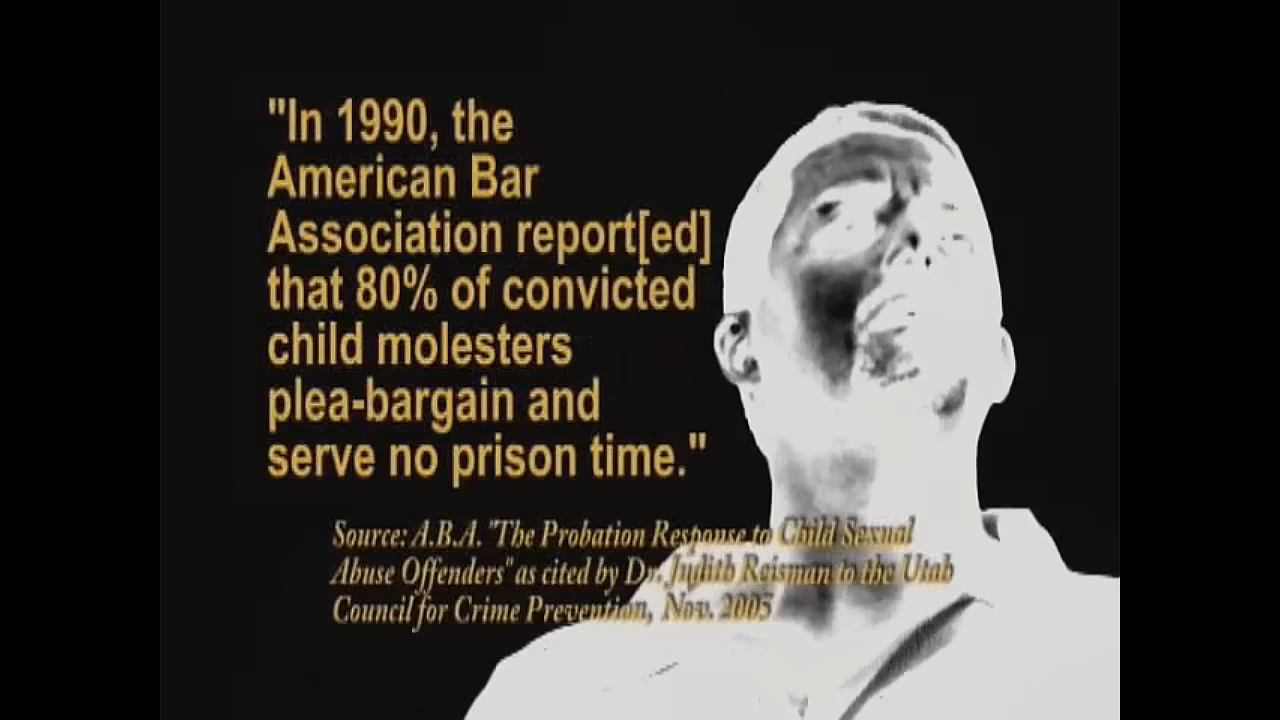 "In 1990, the
American Bar
Association report[ed]
that 80% of convicted
child molesters
plea-bargain and
serve no prison time."
Source: A.B.A. "The Probation Response to Child Sexual
Abuse Offenders" as cited by Dr. Judith Reisman to the Utah
Council for Crime Prevention, Nov. 2005